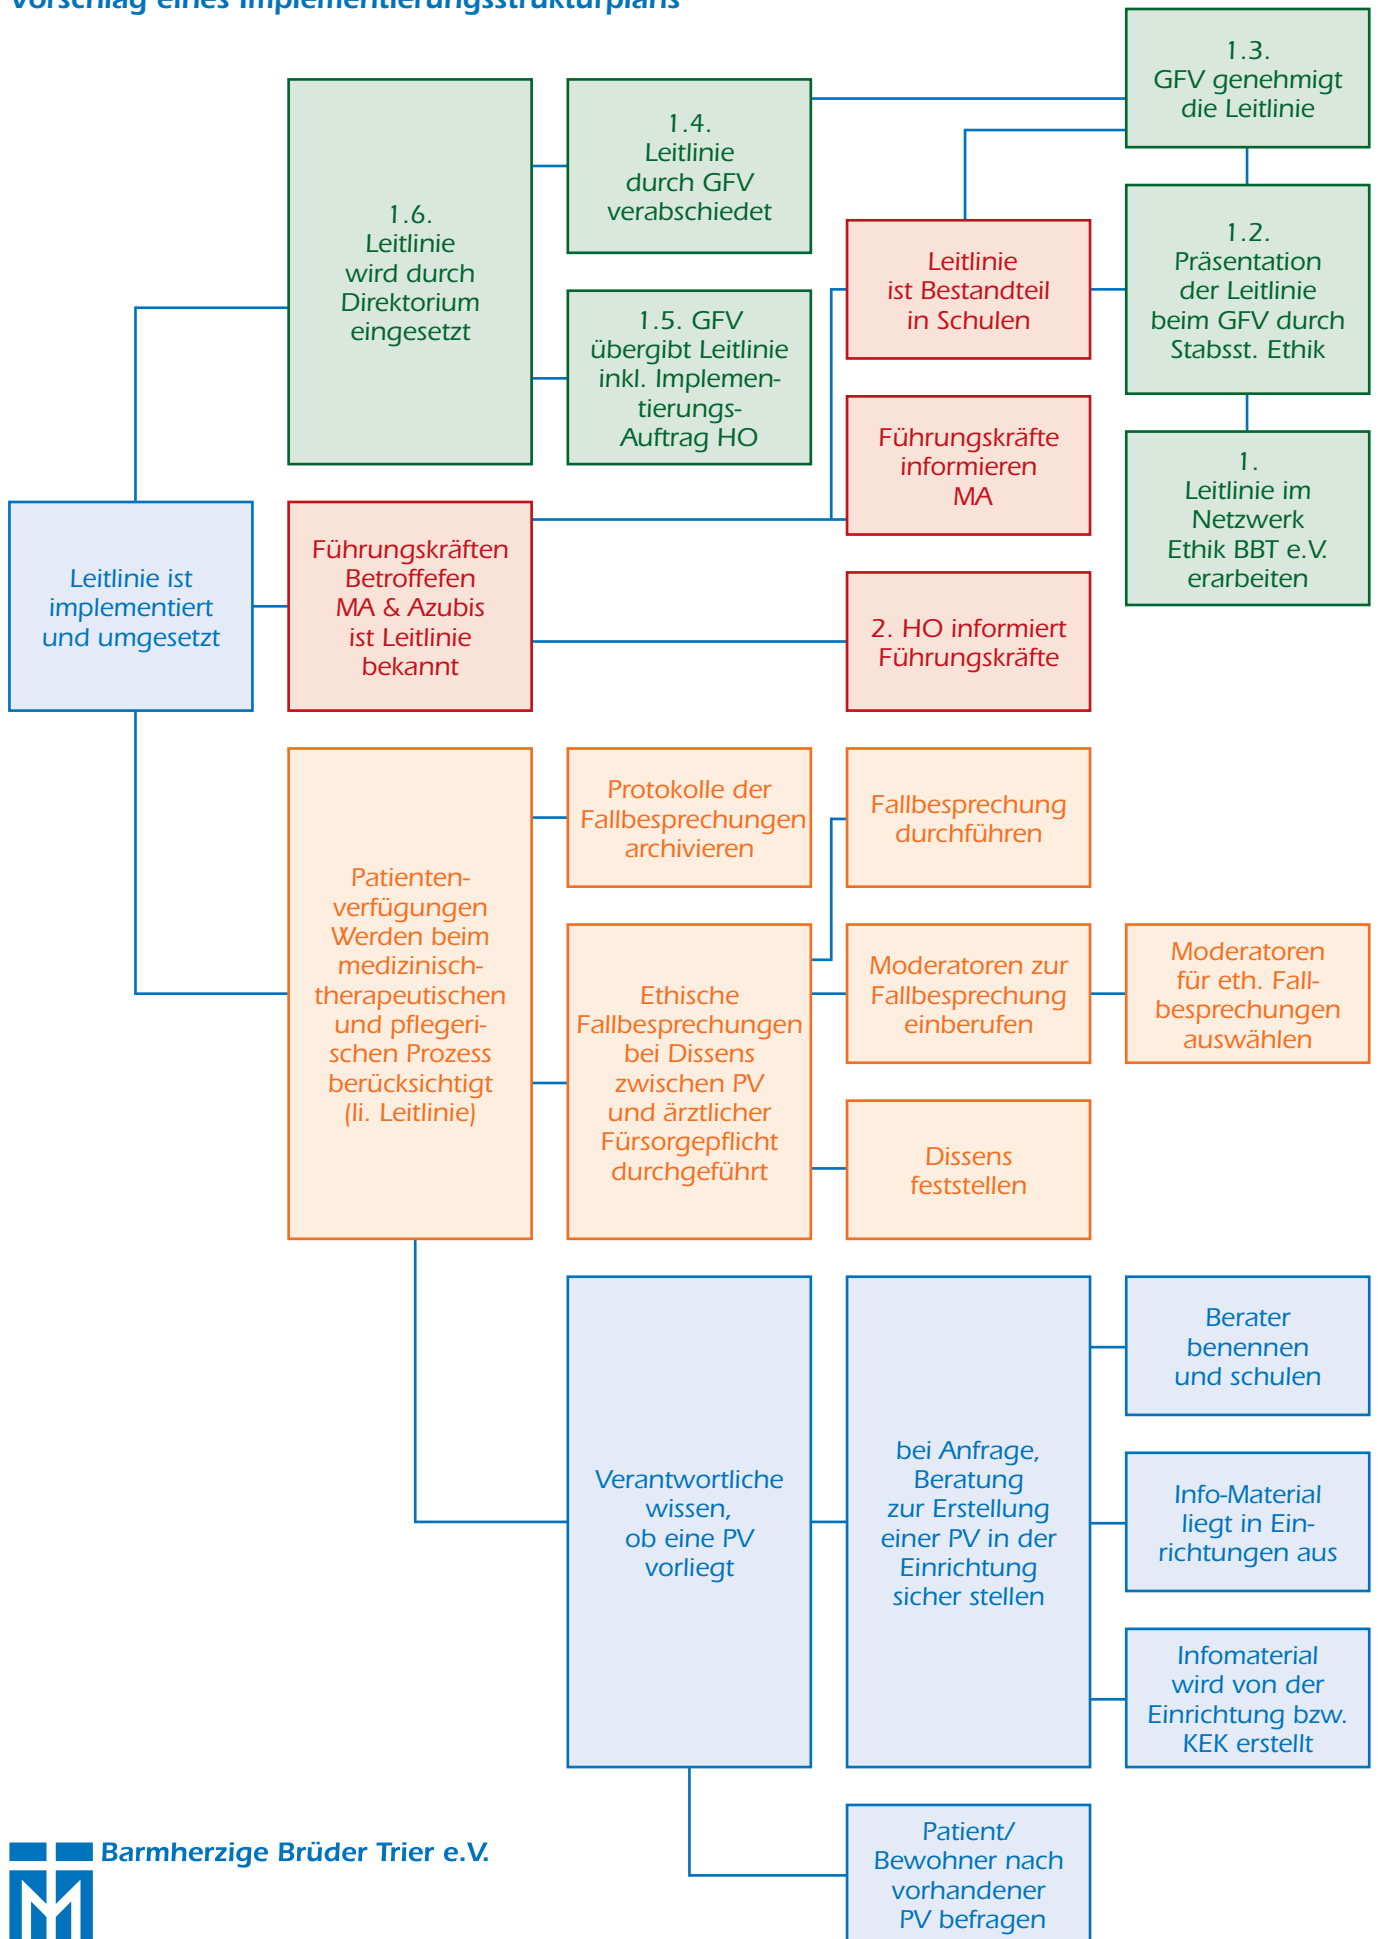 Vorschlag eines Implementierungsstrukturplans
1.3.
GFV genehmigt
die Leitlinie
1.4.
Leitlinie
durch GFV
verabschiedet
1.6.
Leitlinie
wird durch
Direktorium
eingesetzt
Leitlinie
ist Bestandteil
in Schulen
1.2.
Präsentation
der Leitlinie
beim GFV durch
Stabsst. Ethik
1.5. GFV
übergibt Leitlinie
inkl. Implemen-
tierungs-
Auftrag HO
Führungskräfte
informieren
MA
1.
Leitlinie im
Netzwerk
Ethik BBT e.V.
erarbeiten
Leitlinie ist
implementiert
und umgesetzt
Führungskräften
Betroffefen
MA & Azubis
ist Leitlinie
bekannt
2. HO informiert
Führungskräfte
Patienten-
verfügungen
Werden beim
medizinisch-
therapeutischen
und pflegeri-
schen Prozess
berücksichtigt
(li. Leitlinie)
Protokolle der
Fallbesprechungen
archivieren
Fallbesprechung
durchführen
Ethische
Fallbesprechungen
bei Dissens
zwischen PV
und ärztlicher
Fürsorgepflicht
durchgeführt
Moderatoren zur
Fallbesprechung
einberufen
Moderatoren
für eth. Fall-
besprechungen
auswählen
Dissens
feststellen
Verantwortliche
wissen,
ob eine PV
vorliegt
bei Anfrage,
Beratung
zur Erstellung
einer PV in der
Einrichtung
sicher stellen
Berater
benennen
und schulen
Info-Material
liegt in Ein-
richtungen aus
Infomaterial
wird von der
Einrichtung bzw.
KEK erstellt
Patient/
Bewohner nach
vorhandener
PV befragen
Barmherzige Brüder Trier e.V.